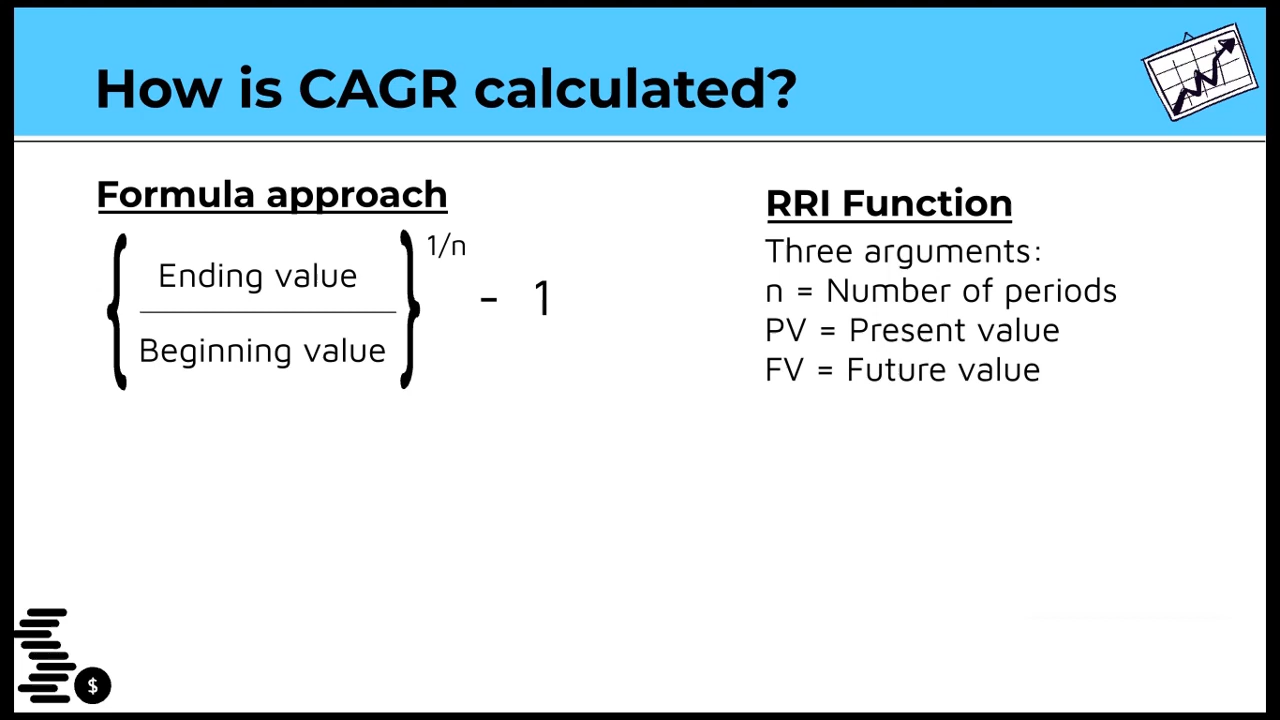 How is CAGR calculated?
Formula approach
{ Ending value } 1/n
Beginning value
- 1
RRI Function
Three arguments:
n = Number of periods
PV = Present value
FV = Future value
$